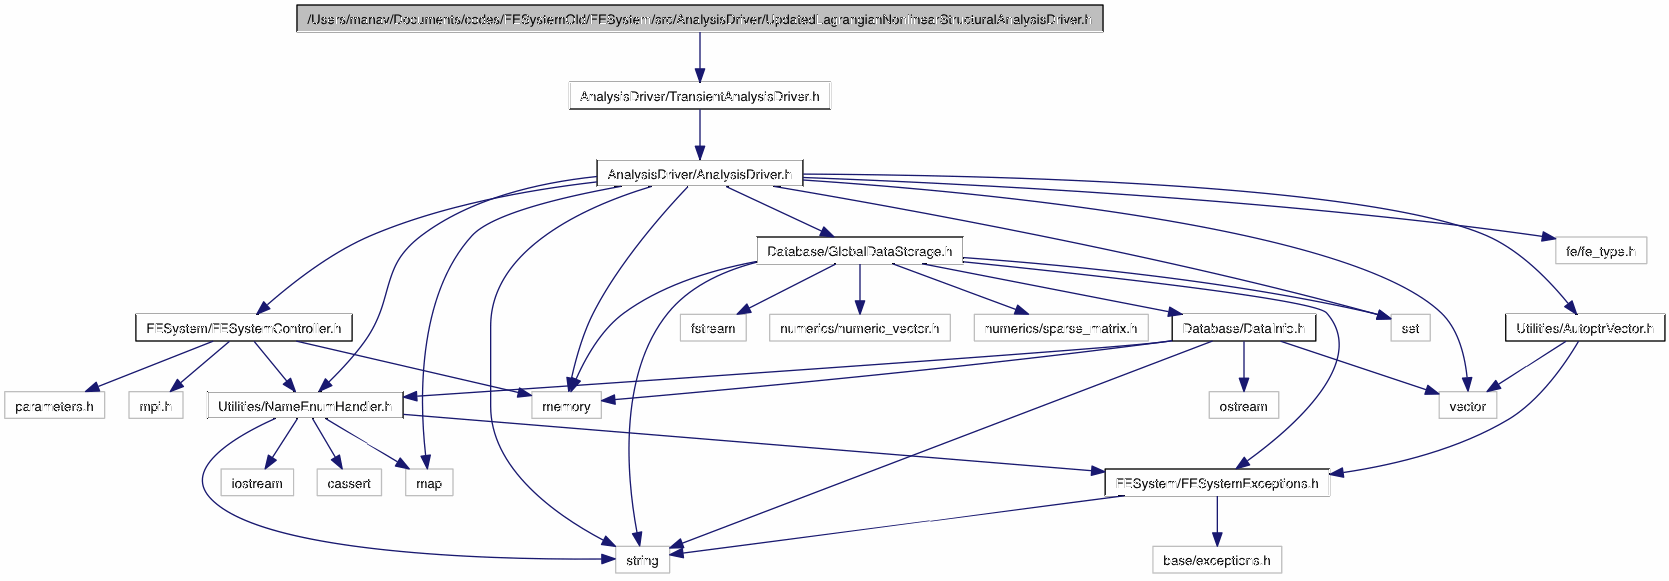 /Users/manav/Documents/codes/FESystemOld/FESystem/src/AnalysisDriver/UpdatedLagrangianNonlinearStructuralAnalysisDriver.h
AnalysisDriver/TransientAnalysisDriver.h
AnalysisDriver/AnalysisDriver.h
Database/GlobalDataStorage.h
fe/fe_type.h
FESystem/FESystemController.h
fstream
numerics/numeric_vector.h
numerics/sparse_matrix.h
Database/DataInfo.h
set
Utilities/AutoptrVector.h
parameters.h
mpi.h
Utilities/NameEnumHandler.h
memory
ostream
vector
iostream
cassert
map
FESystem/FESystemExceptions.h
string
base/exceptions.h